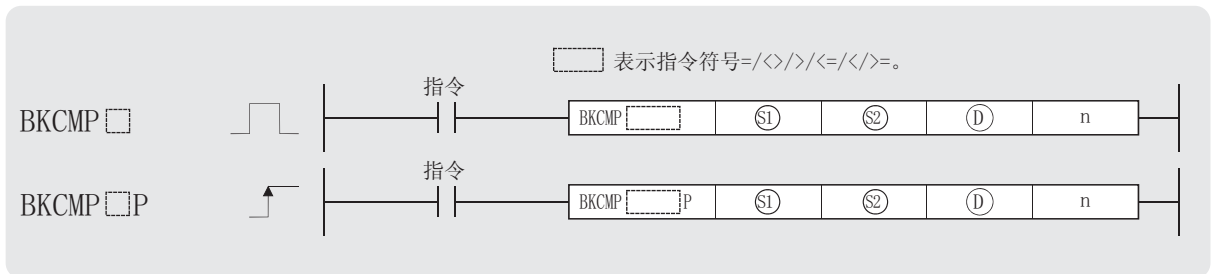 表示指令符号=/<>/>/<=/</>=。
指令
BKCMP BKCMP S1 S2 D n
指令
BKCMP P BKCMP P S1 S2 D n